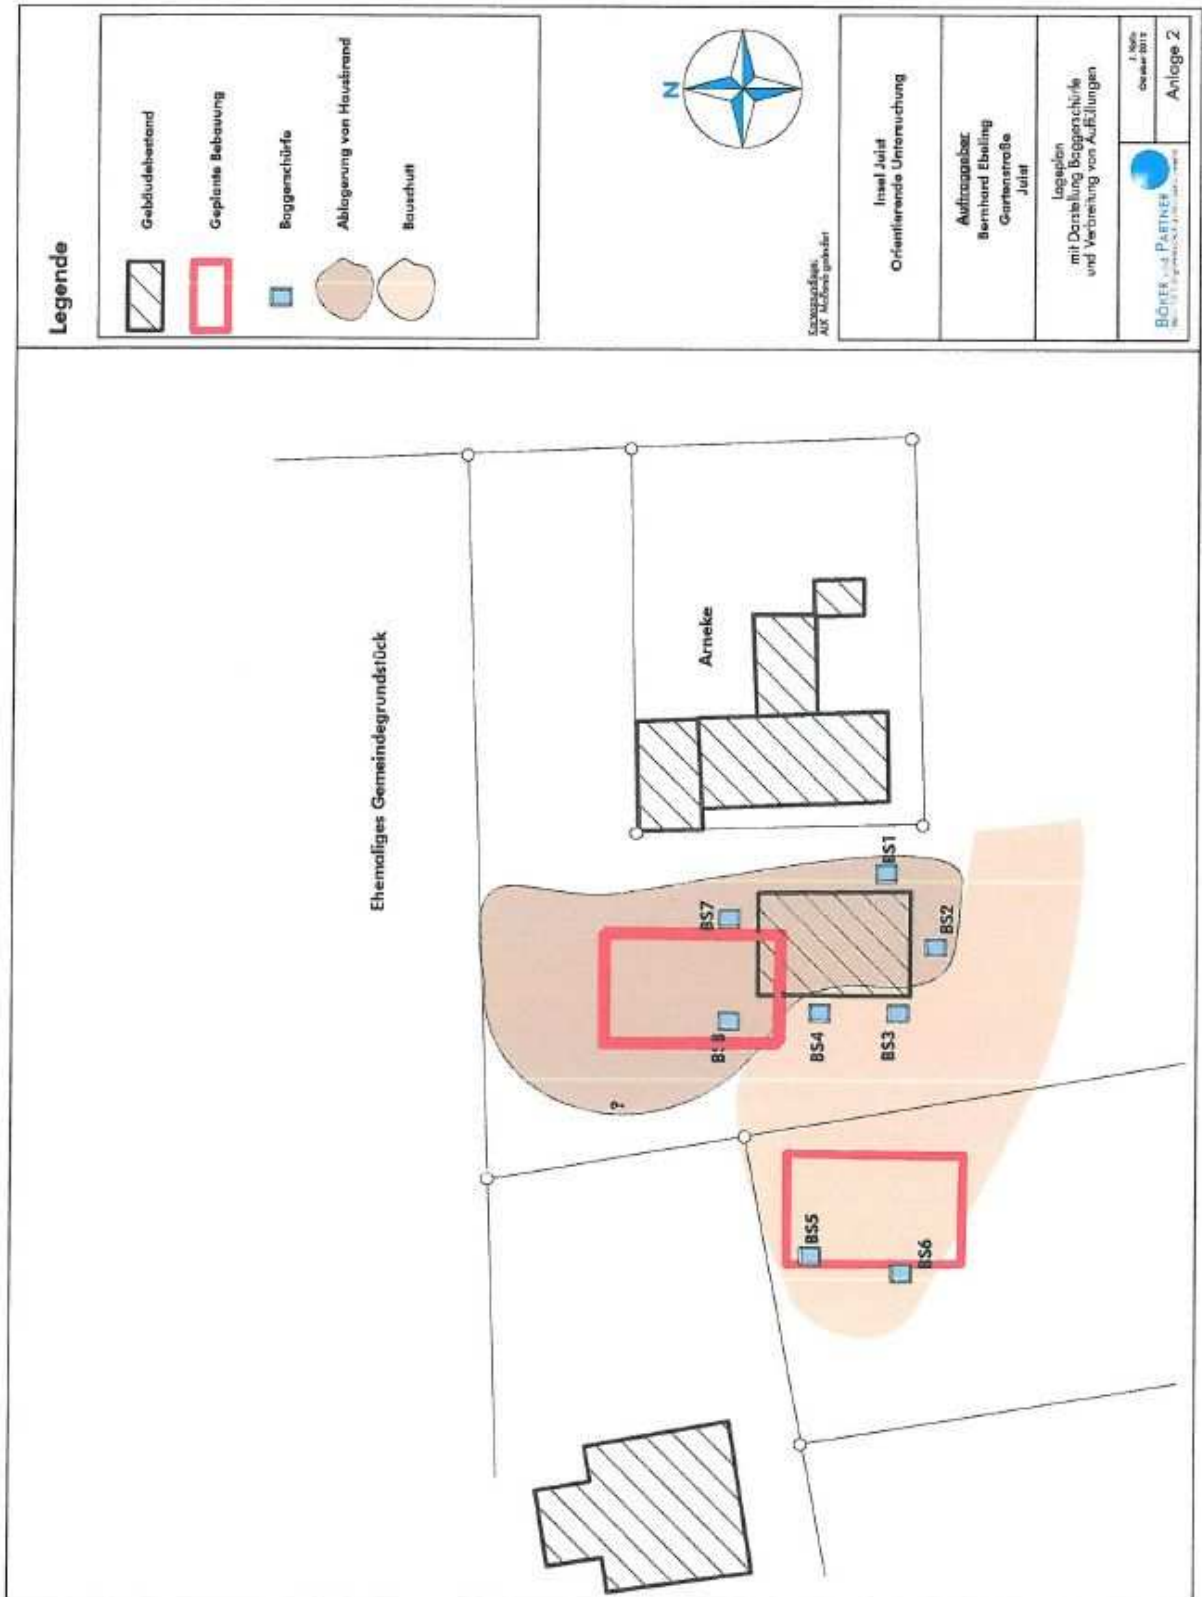 Legende
Gebäudebestand
Geplante Bebauung
Baggerschürfe
Ablagerung von Hausbrand
Bauschutt
N
Kartengrundlage:
Insel Juist
Orientierende Untersuchung
Auftraggeber:
Bernhard Ebeling
Gartenstraße
Juist
Lageplan
mit Darstellung Baggerschürfe
und Verbreitung von Auffüllungen
BÖKER und PARTNER
Anlage 2
Ehemaliges Gemeindegrundstück
Arneke
BS7
BS1
BS2
BS8
BS4
BS3
?
BS5
BS6